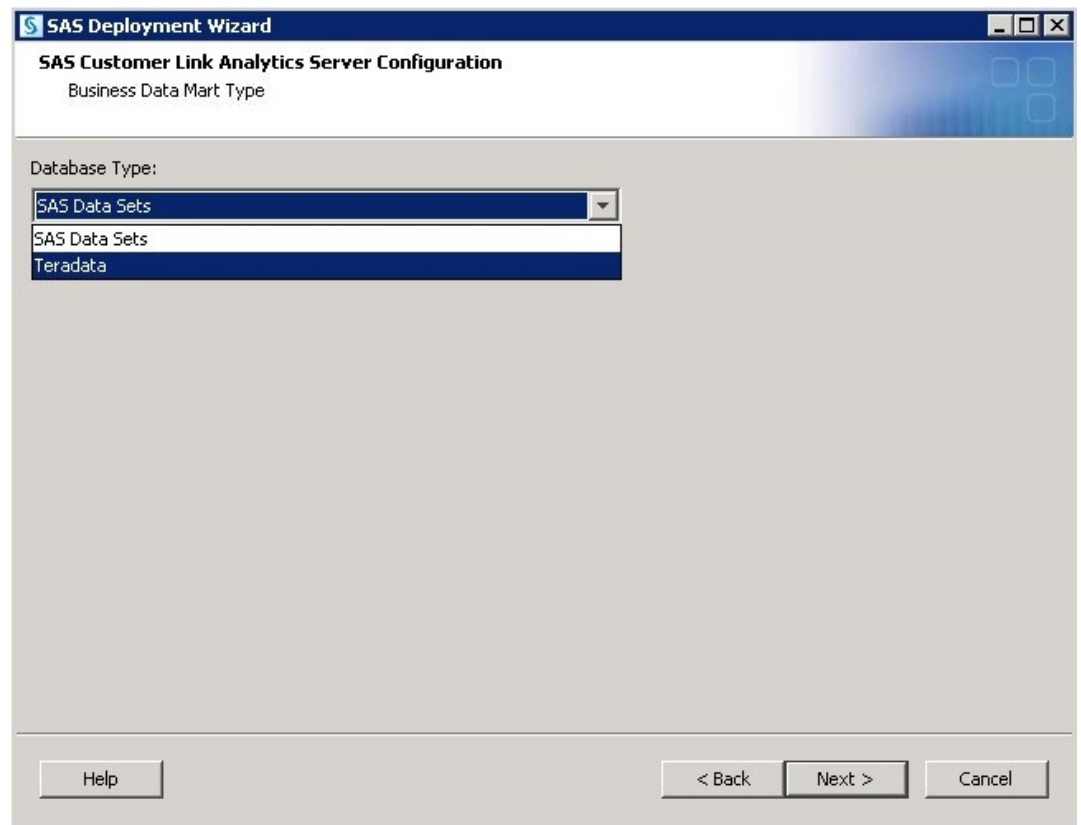 SAS Deployment Wizard
SAS Customer Link Analytics Server Configuration
Business Data Mart Type
Database Type:
SAS Data Sets
SAS Data Sets
Teradata
Help
< Back
Next >
Cancel